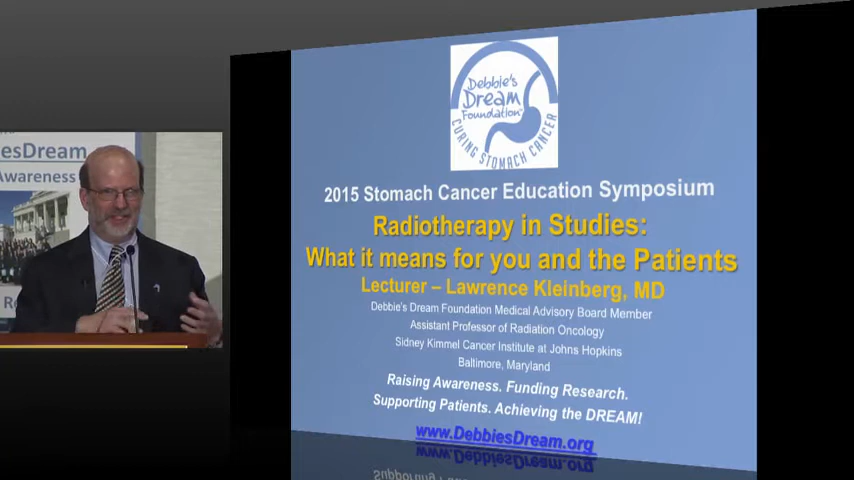 esDream
Awareness
Debbie's
Dream
Foundation
CURING STOMACH CANCER
2015 Stomach Cancer Education Symposium
Radiotherapy in Studies:
What it means for you and the Patients
Lecturer – Lawrence Kleinberg, MD
Debbie's Dream Foundation Medical Advisory Board Member
Assistant Professor of Radiation Oncology
Sidney Kimmel Cancer Institute at Johns Hopkins
Baltimore, Maryland
Raising Awareness. Funding Research.
Supporting Patients. Achieving the DREAM!
www.DebbiesDream.org